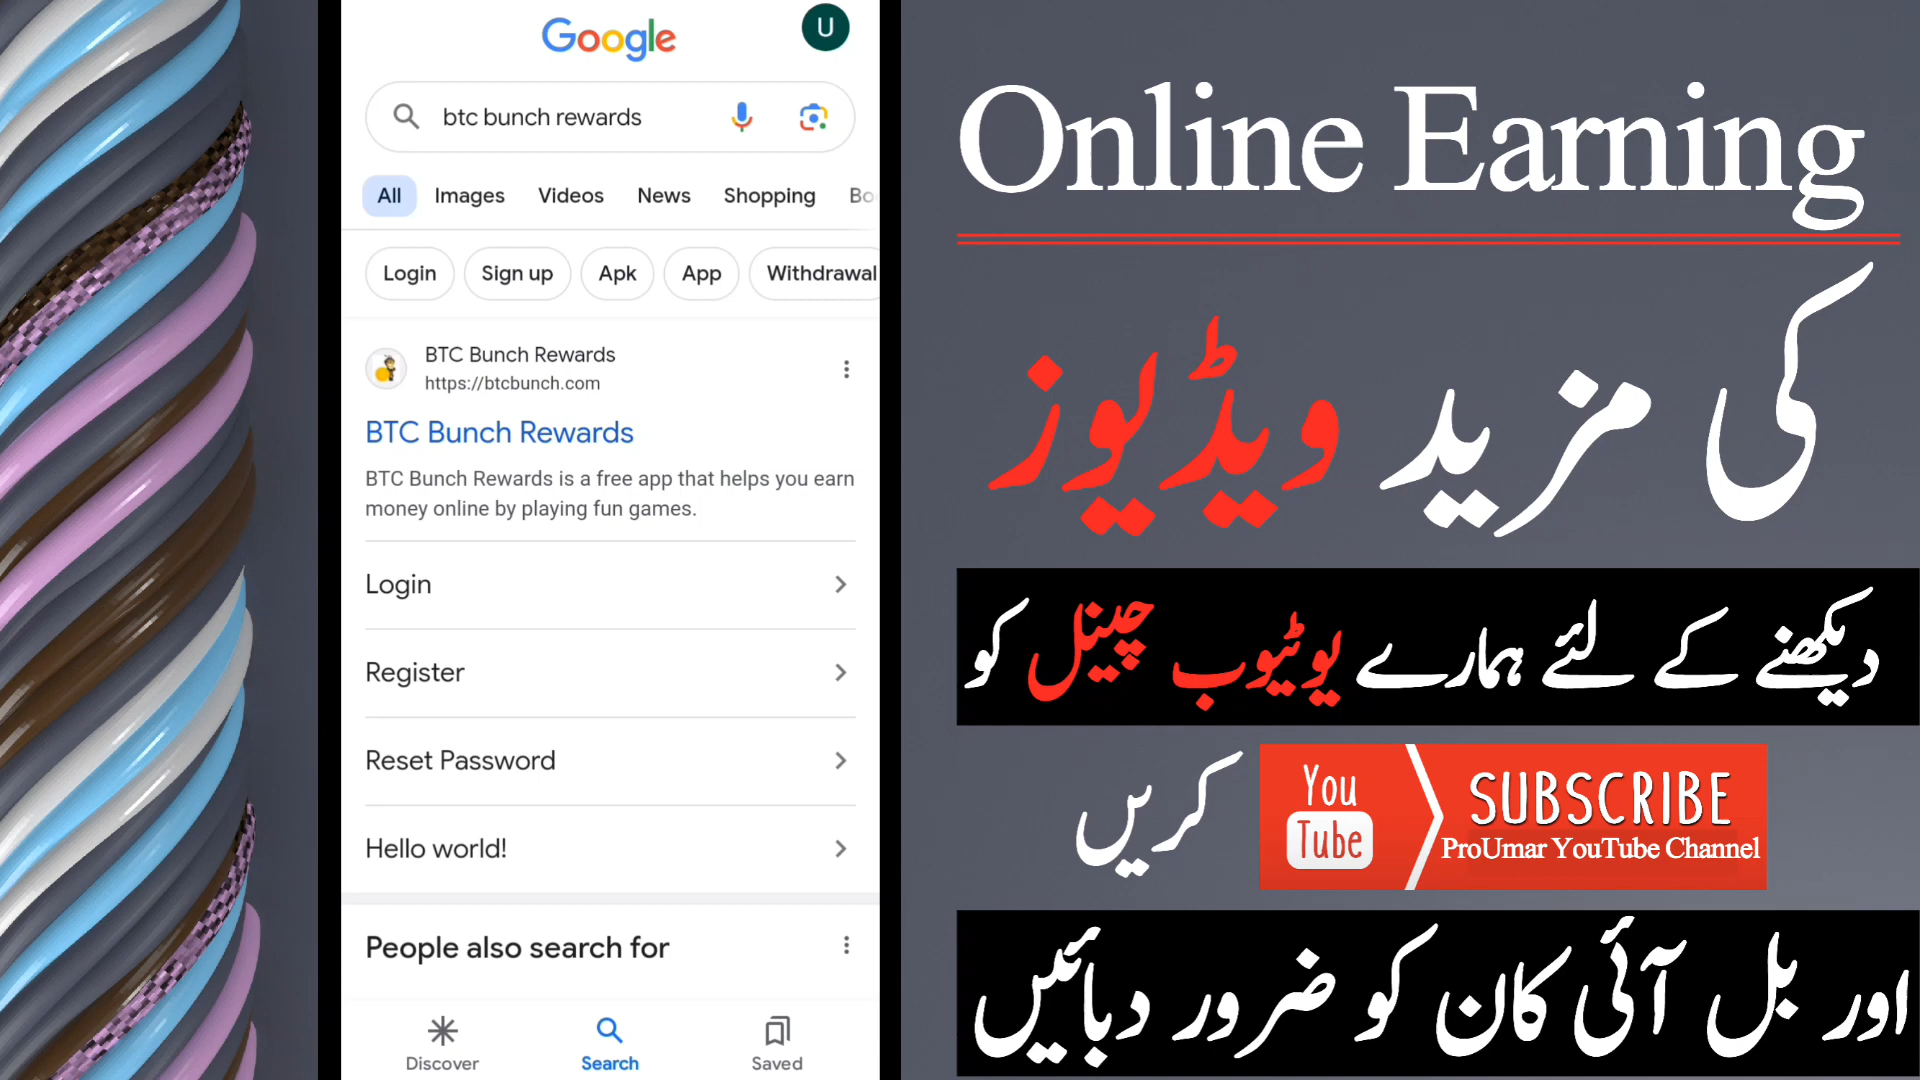 Google
U
btc bunch rewards
All Images Videos News Shopping Bo
Login Sign up Apk App Withdrawal
BTC Bunch Rewards
https://btcbunch.com
BTC Bunch Rewards
BTC Bunch Rewards is a free app that helps you earn
money online by playing fun games.
Login
Register
Reset Password
Hello world!
People also search for
Discover Search Saved
Online Earning
کی مزید ویڈیوز
دیکھنے کے لئے ہمارے یوٹیوب چینل کو
You Tube SUBSCRIBE کریں
ProUmar YouTube Channel
اور بل آئی کان کو ضرور دبائیں